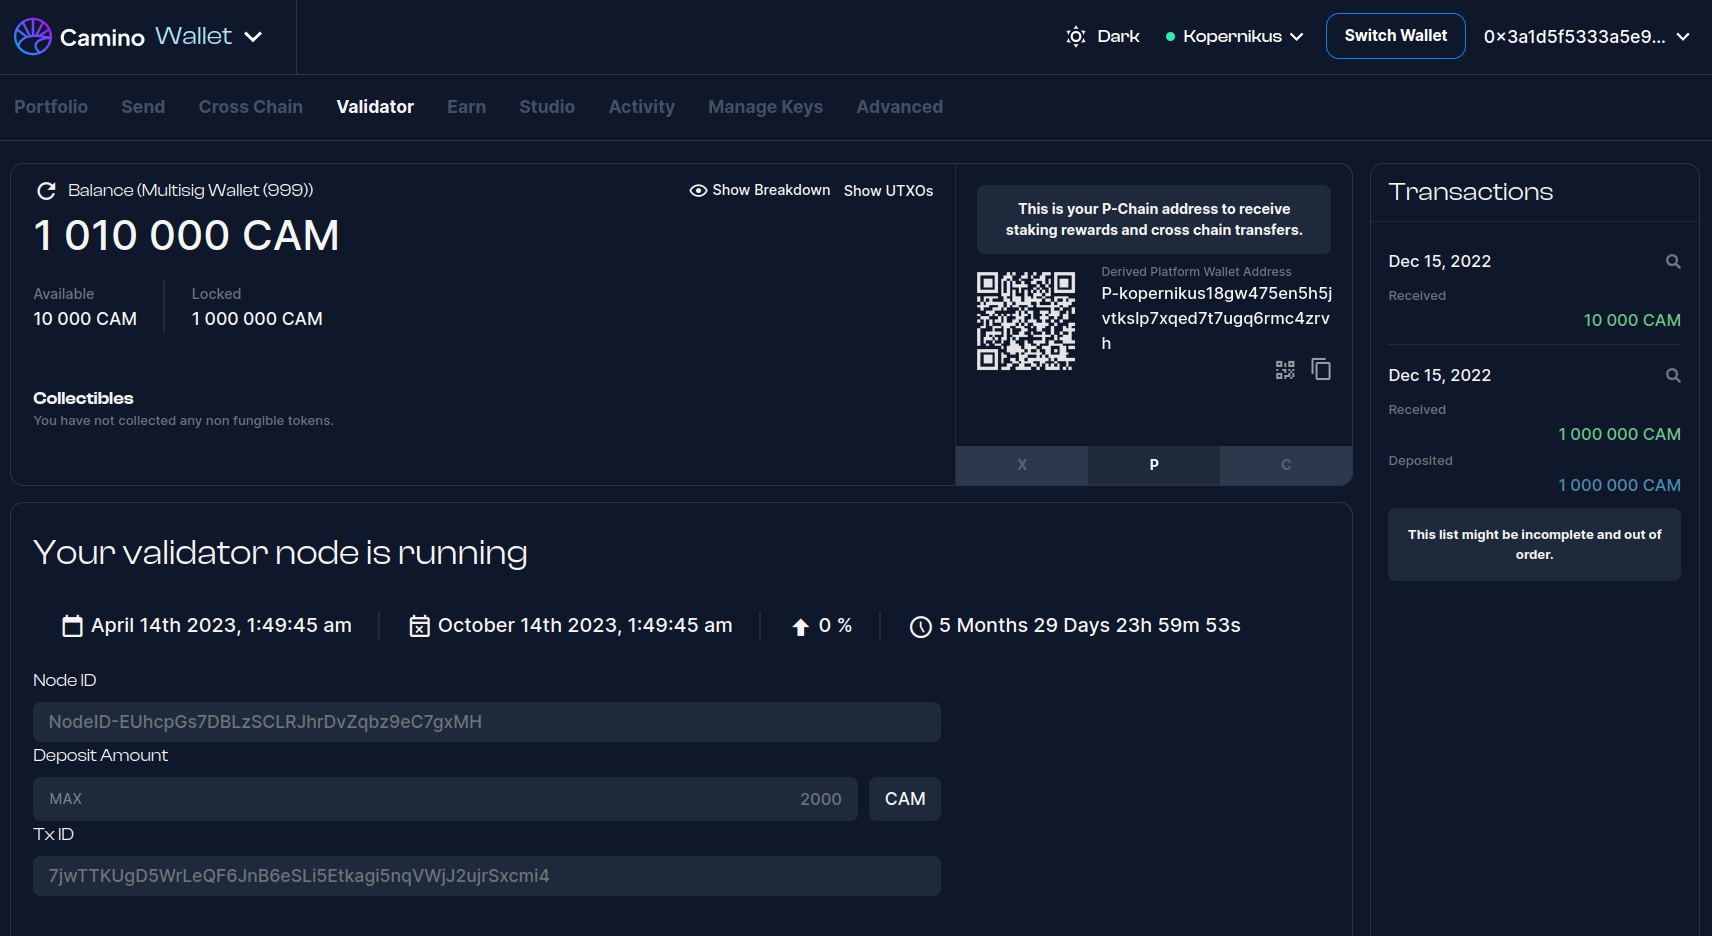 Camino Wallet
Dark
Kopernikus
Switch Wallet
0x3a1d5f5333a5e9...
Portfolio
Send
Cross Chain
Validator
Earn
Studio
Activity
Manage Keys
Advanced
Balance (Multisig Wallet (999))
Show Breakdown
Show UTXOs
1 010 000 CAM
Available
10 000 CAM
Locked
1 000 000 CAM
Collectibles
You have not collected any non fungible tokens.
This is your P-Chain address to receive
staking rewards and cross chain transfers.
Derived Platform Wallet Address
P-kopernikus18gw475en5h5j
vtkslp7xqed7t7ugq6rmc4zrv
h
X
P
C
Transactions
Dec 15, 2022
Received
10 000 CAM
Dec 15, 2022
Received
1 000 000 CAM
Deposited
1 000 000 CAM
This list might be incomplete and out of
order.
Your validator node is running
April 14th 2023, 1:49:45 am
October 14th 2023, 1:49:45 am
0 %
5 Months 29 Days 23h 59m 53s
Node ID
NodeID-EUhcpGs7DBLzSCLRJhrDvZqbz9eC7gxMH
Deposit Amount
MAX
2000
CAM
Tx ID
7jwTTKUgD5WrLeQF6JnB6eSLi5Etkagi5nqVWjJ2ujrSxcmi4